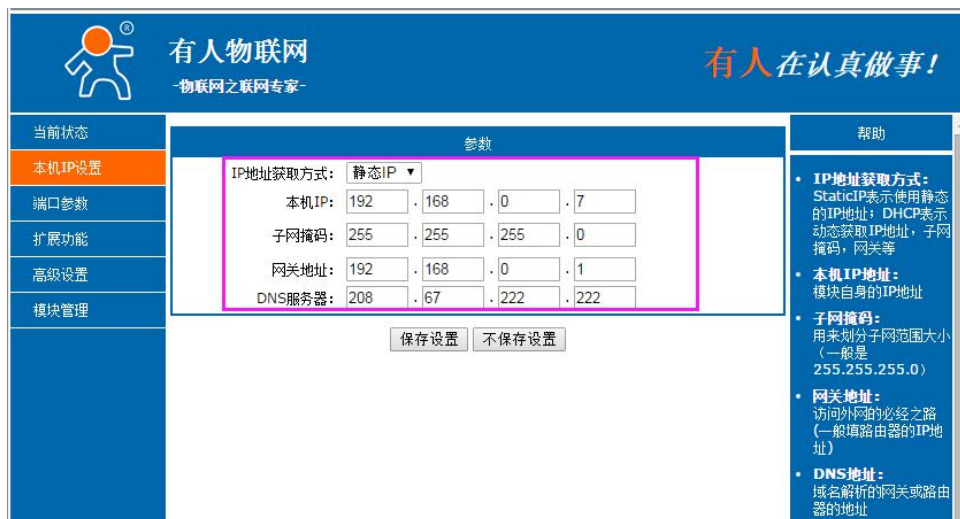 ®
有人物联网
-物联网之联网专家-
有人在认真做事!
当前状态
本机IP设置
端口参数
扩展功能
高级设置
模块管理
参数
IP地址获取方式: 静态IP ▼
本机IP: 192 . 168 . 0 . 7
子网掩码: 255 . 255 . 255 . 0
网关地址: 192 . 168 . 0 . 1
DNS服务器: 208 . 67 . 222 . 222
保存设置 不保存设置
帮助
• IP地址获取方式:
StaticIP表示使用静态
的IP地址; DHCP表示
动态获取IP地址, 子网
掩码, 网关等
• 本机IP地址:
模块自身的IP地址
• 子网掩码:
用来划分子网范围大小
(一般是
255.255.255.0)
• 网关地址:
访问外网的必经之路
(一般填路由器的IP地
址)
• DNS地址:
域名解析的网关或路由
器的地址